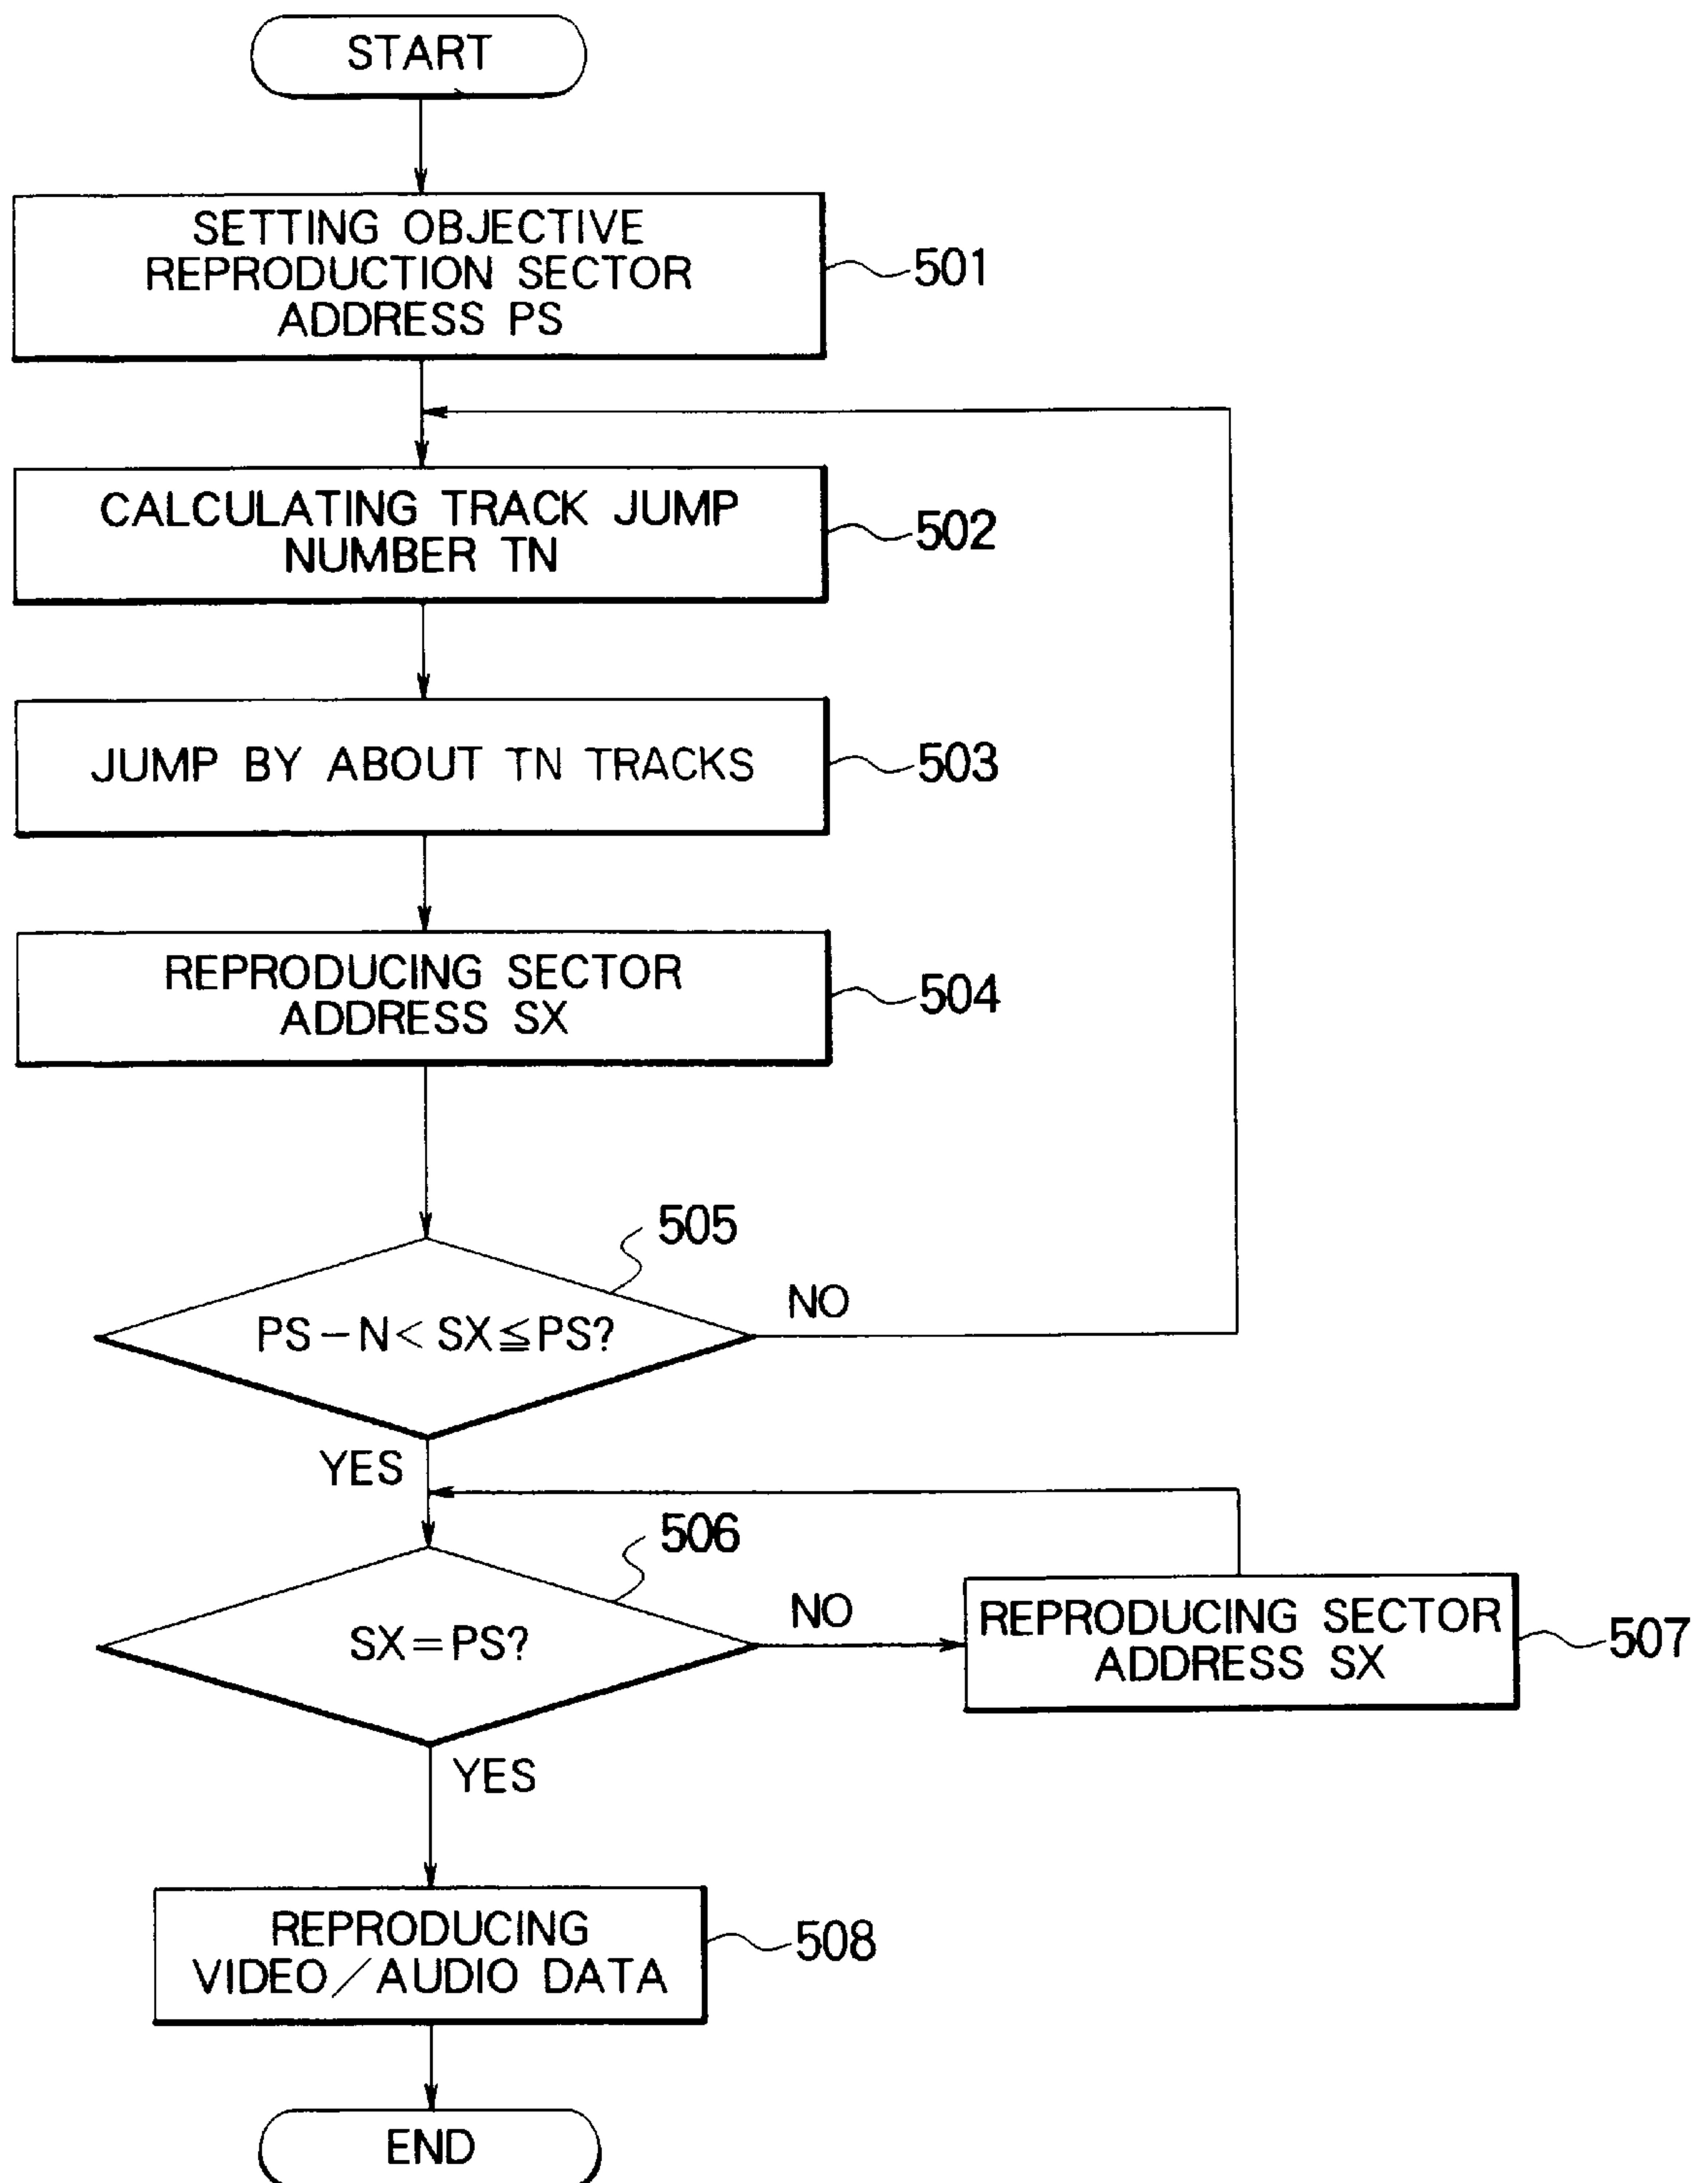 START
SETTING OBJECTIVE
REPRODUCTION SECTOR
ADDRESS PS
501
CALCULATING TRACK JUMP
NUMBER TN
502
JUMP BY ABOUT TN TRACKS
503
REPRODUCING SECTOR
ADDRESS SX
504
505
PS-N<SX≦PS?
NO
YES
506
SX=PS?
NO
REPRODUCING SECTOR
ADDRESS SX
507
YES
REPRODUCING
VIDEO/AUDIO DATA
508
END